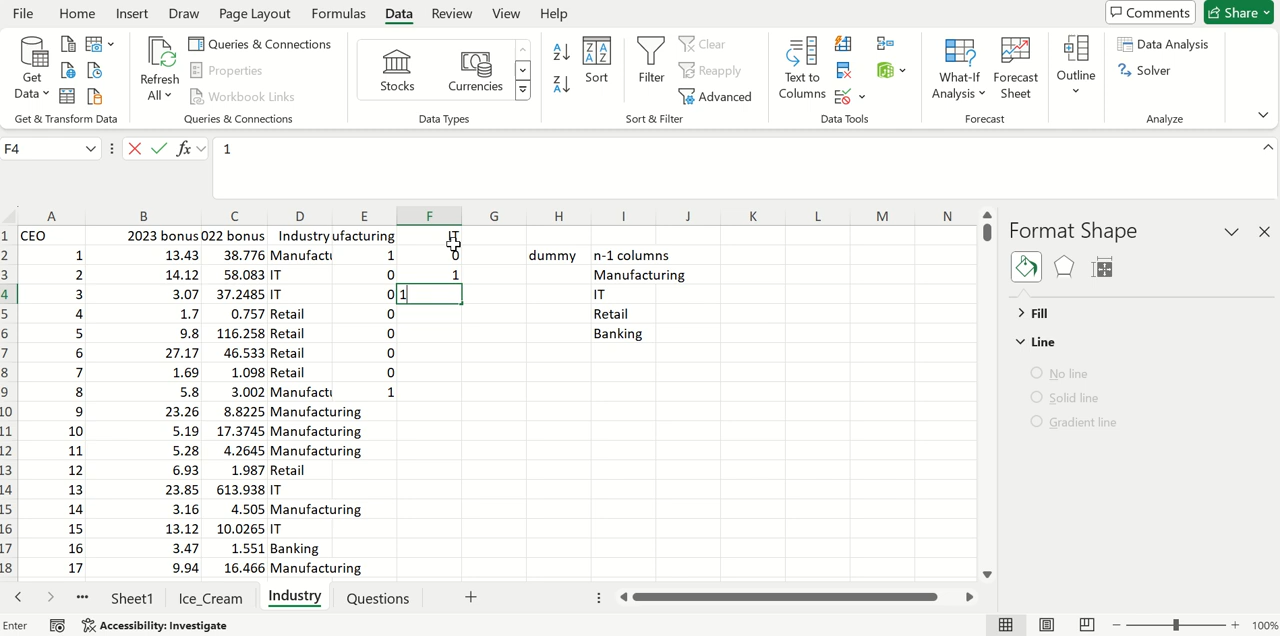 File Home Insert Draw Page Layout Formulas Data Review View Help Comments Share
Get Data
Refresh All
Queries & Connections
Properties
Workbook Links
Stocks Currencies
Sort
Filter
Clear
Reapply
Advanced
Text to Columns
What-If Analysis
Forecast Sheet
Outline
Data Analysis
Solver
Get & Transform Data Queries & Connections Data Types Sort & Filter Data Tools Forecast Analyze
F4 fx 1
A B C D E F G H I J K L M N
1 CEO 2023 bonus 022 bonus Industry ufacturing IT
2 1 13.43 38.776 Manufactu 1 0 dummy n-1 columns
3 2 14.12 58.083 IT 0 1 Manufacturing
4 3 3.07 37.2485 IT 0 1 IT
5 4 1.7 0.757 Retail 0 Retail
6 5 9.8 116.258 Retail 0 Banking
7 6 27.17 46.533 Retail 0
8 7 1.69 1.098 Retail 0
9 8 5.8 3.002 Manufactu 1
10 9 23.26 8.8225 Manufacturing
11 10 5.19 17.3745 Manufacturing
12 11 5.28 4.2645 Manufacturing
13 12 6.93 1.987 Retail
14 13 23.85 613.938 IT
15 14 3.16 4.505 Manufacturing
16 15 13.12 10.0265 IT
17 16 3.47 1.551 Banking
18 17 9.94 16.466 Manufacturing
Format Shape
Fill
Line
No line
Solid line
Gradient line
Sheet1 Ice_Cream Industry Questions
Enter Accessibility: Investigate 100%